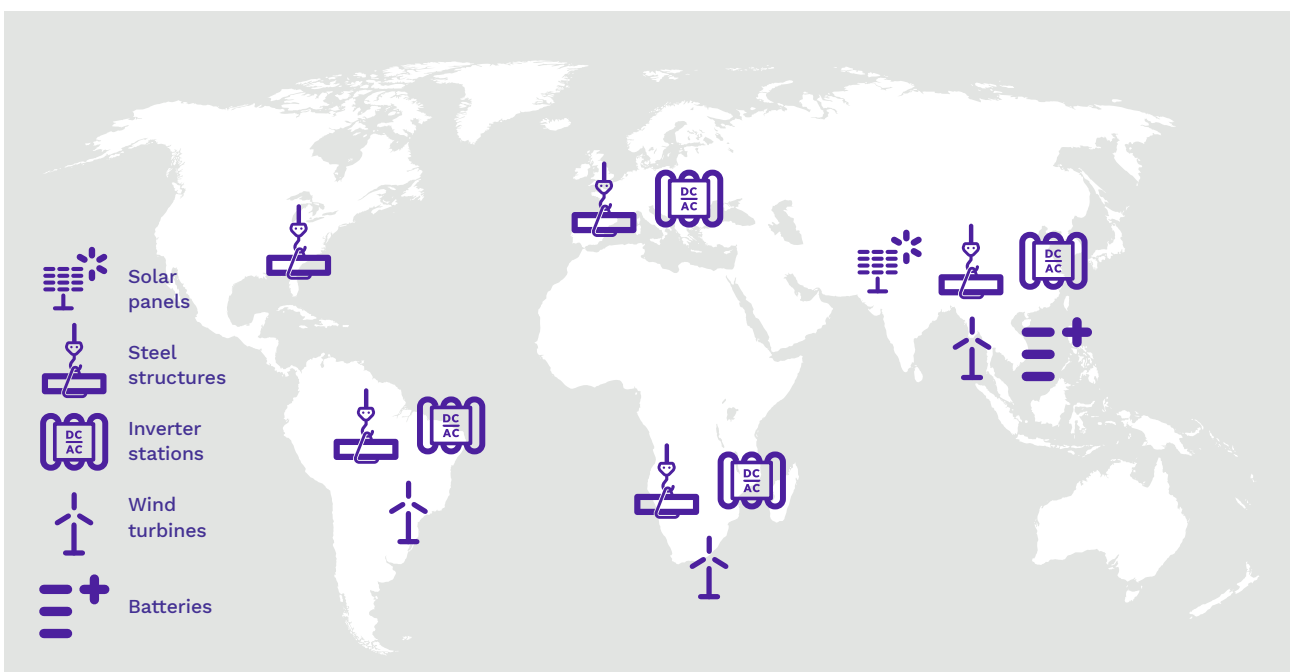 Solar
panels
Steel
structures
DC
AC
Inverter
stations
Wind
turbines
Batteries
DC
AC
DC
AC
DC
AC
DC
AC